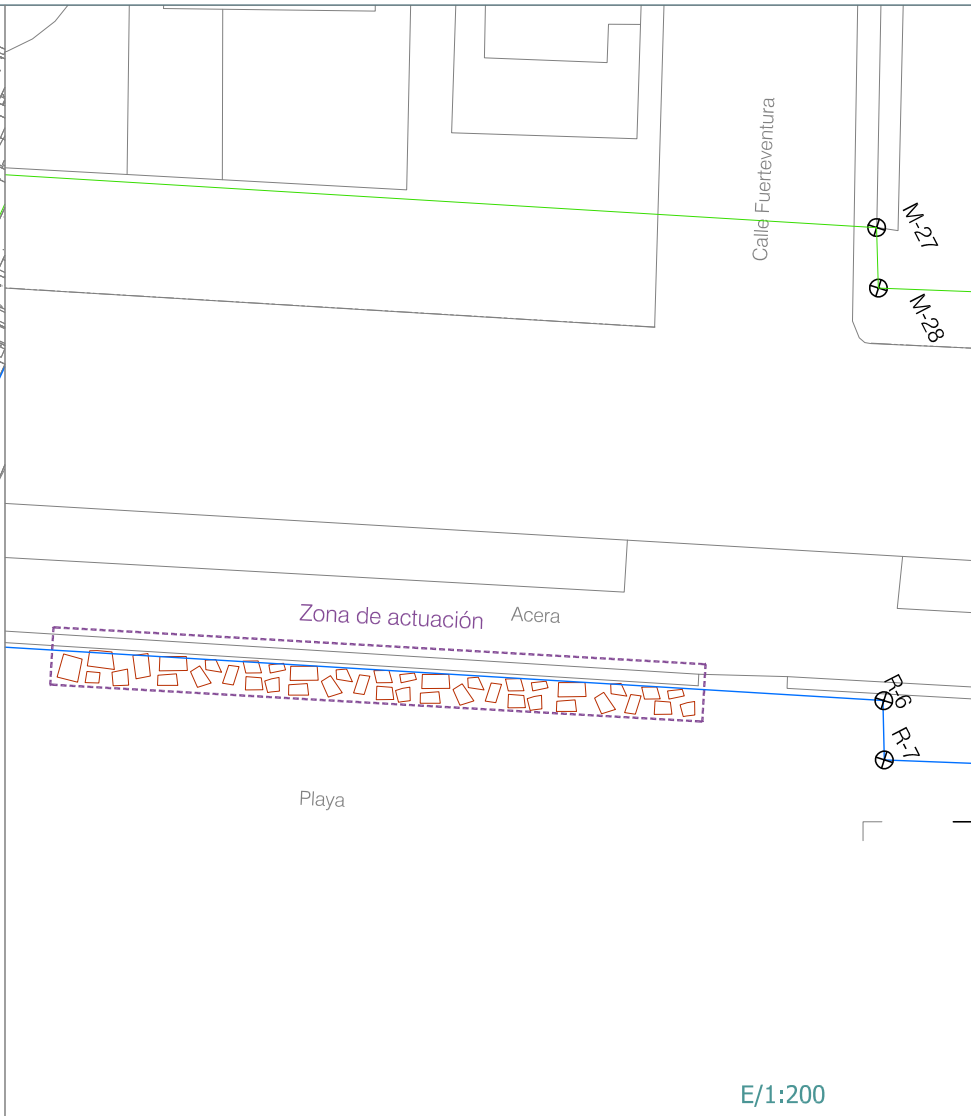 Calle Fuerteventura
M-27
M-28
Zona de actuación
Acera
R-6
R-7
Playa
E/1:200